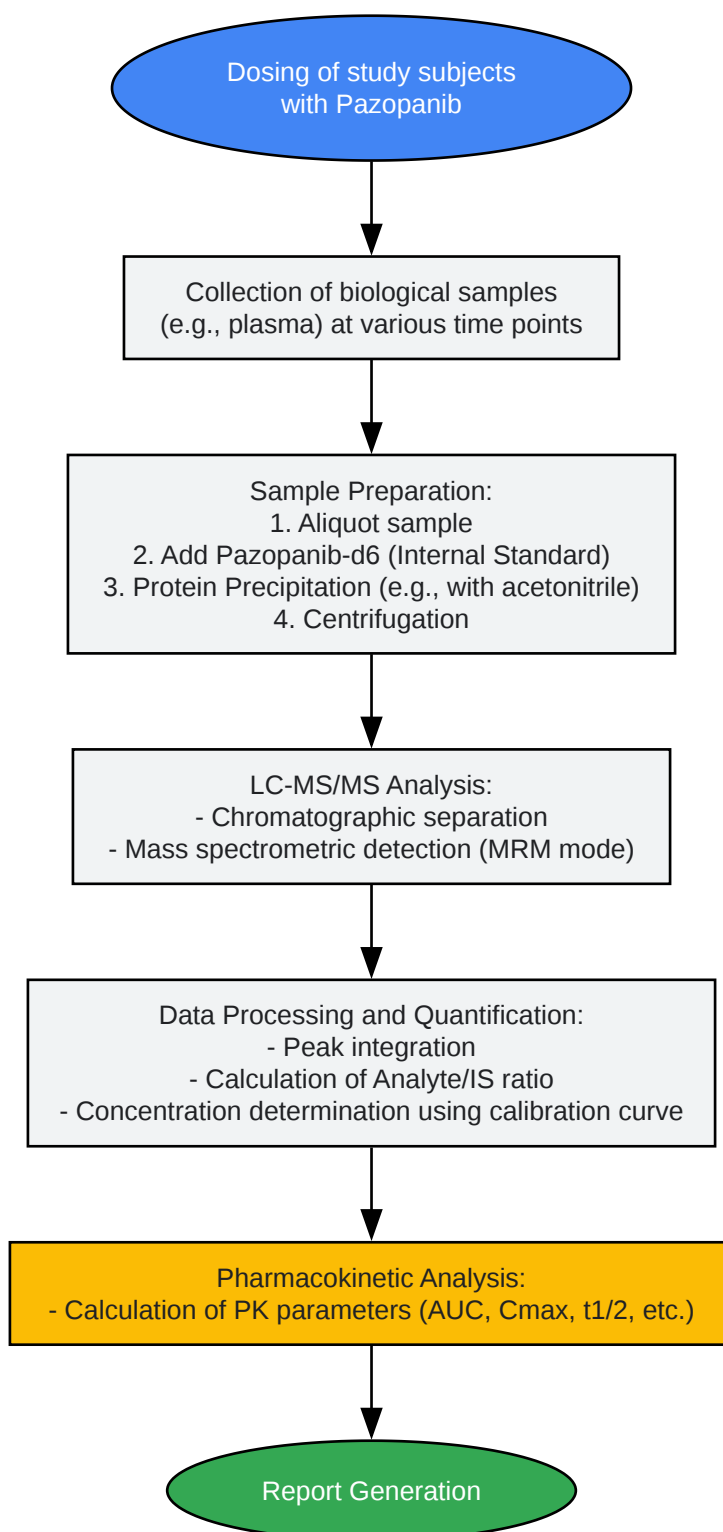 Dosing of study subjects
with Pazopanib
Collection of biological samples
(e.g., plasma) at various time points
Sample Preparation:
1. Aliquot sample
2. Add Pazopanib-d6 (Internal Standard)
3. Protein Precipitation (e.g., with acetonitrile)
4. Centrifugation
LC-MS/MS Analysis:
- Chromatographic separation
- Mass spectrometric detection (MRM mode)
Data Processing and Quantification:
- Peak integration
- Calculation of Analyte/IS ratio
- Concentration determination using calibration curve
Pharmacokinetic Analysis:
- Calculation of PK parameters (AUC, Cmax, t1/2, etc.)
Report Generation